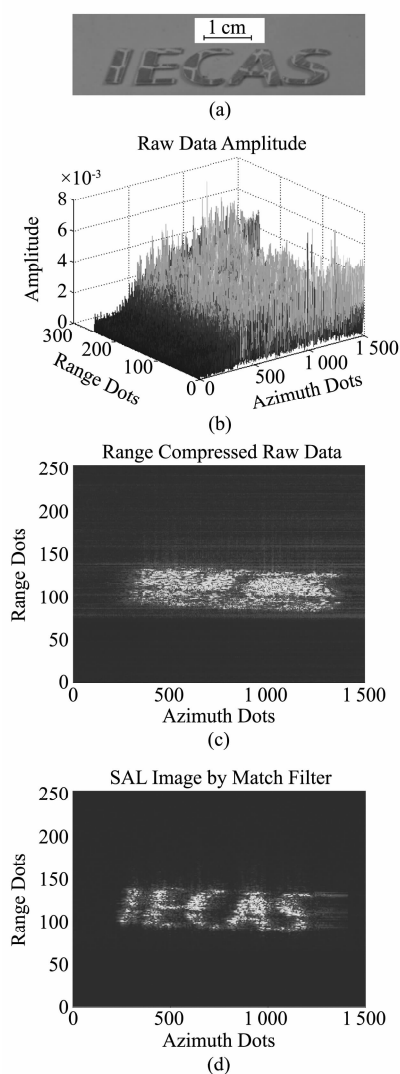 1 cm
IECAS
(a)
Raw Data Amplitude
×10⁻³
8
6
4
2
0
Amplitude
300
200
100
0
Range Dots
0
500
1 000
1 500
Azimuth Dots
(b)
Range Compressed Raw Data
250
200
150
100
50
0
Range Dots
0 500 1 000 1 500
Azimuth Dots
(c)
SAL Image by Match Filter
250
200
150
100
50
0
Range Dots
IECAS
0 500 1 000 1 500
Azimuth Dots
(d)